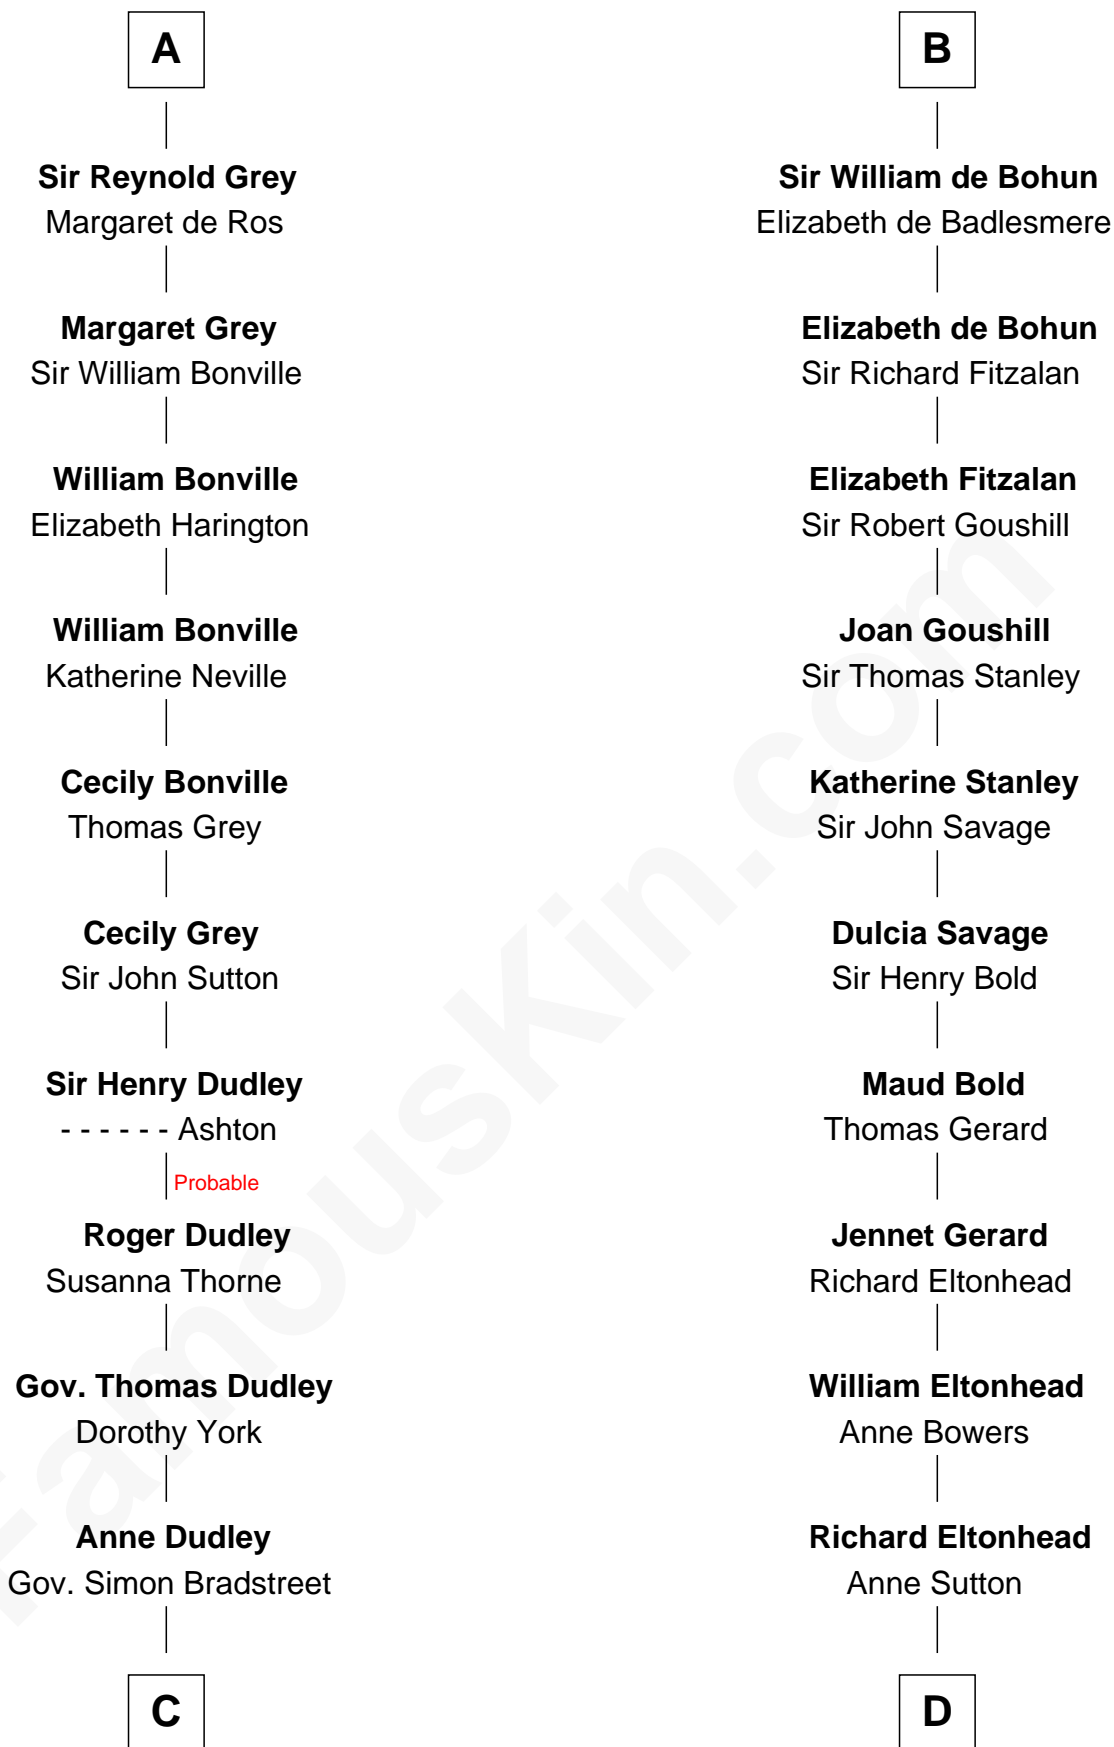 A
Sir Reynold Grey
Margaret de Ros
Margaret Grey
Sir William Bonville
William Bonville
Elizabeth Harington
William Bonville
Katherine Neville
Cecily Bonville
Thomas Grey
Cecily Grey
Sir John Sutton
Sir Henry Dudley
- - - - - - Ashton
Probable
Roger Dudley
Susanna Thorne
Gov. Thomas Dudley
Dorothy York
Anne Dudley
Gov. Simon Bradstreet
C
B
Sir William de Bohun
Elizabeth de Badlesmere
Elizabeth de Bohun
Sir Richard Fitzalan
Elizabeth Fitzalan
Sir Robert Goushill
Joan Goushill
Sir Thomas Stanley
Katherine Stanley
Sir John Savage
Dulcia Savage
Sir Henry Bold
Maud Bold
Thomas Gerard
Jennet Gerard
Richard Eltonhead
William Eltonhead
Anne Bowers
Richard Eltonhead
Anne Sutton
D
FamousKin.com